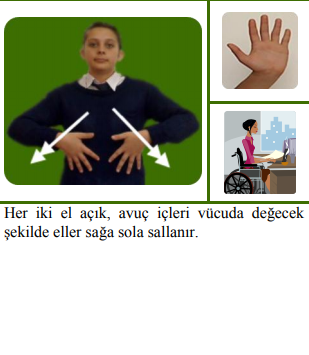 Her iki el açık, avuç içleri vücuda değecek
şekilde eller sağa sola sallanır.